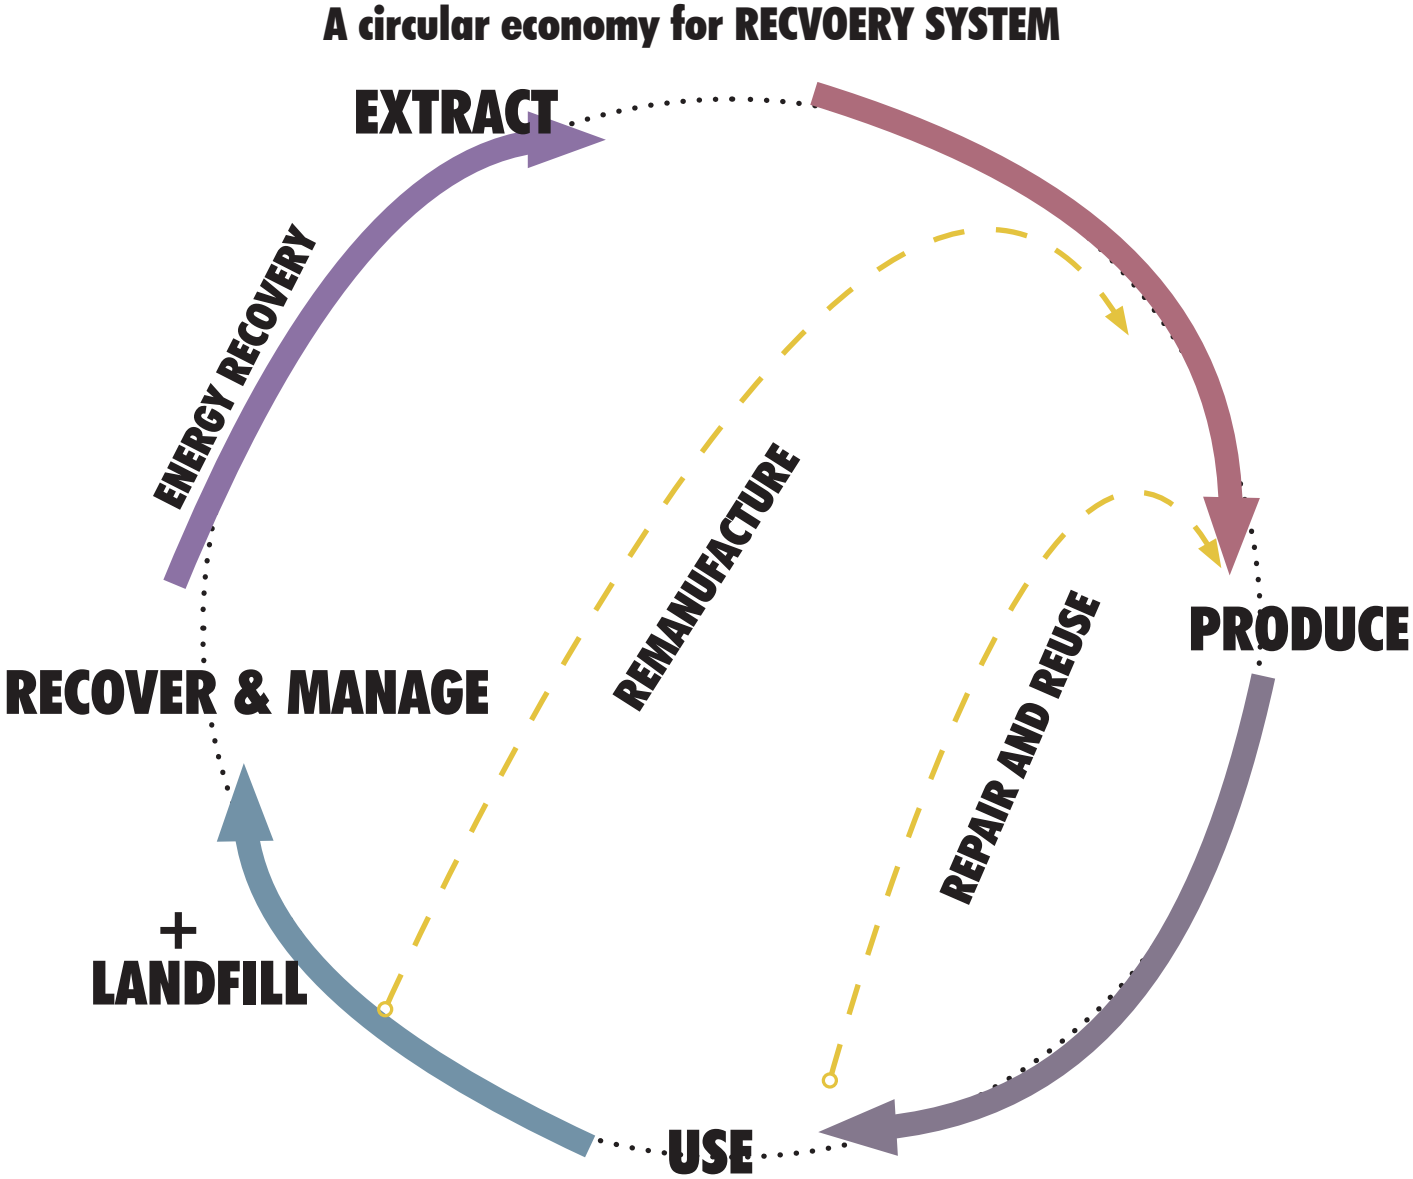 A circular economy for RECVOERY SYSTEM
EXTRACT
ENERGY RECOVERY
REMANUFACTURE
REPAIR AND REUSE
PRODUCE
RECOVER & MANAGE
+
LANDFILL
USE